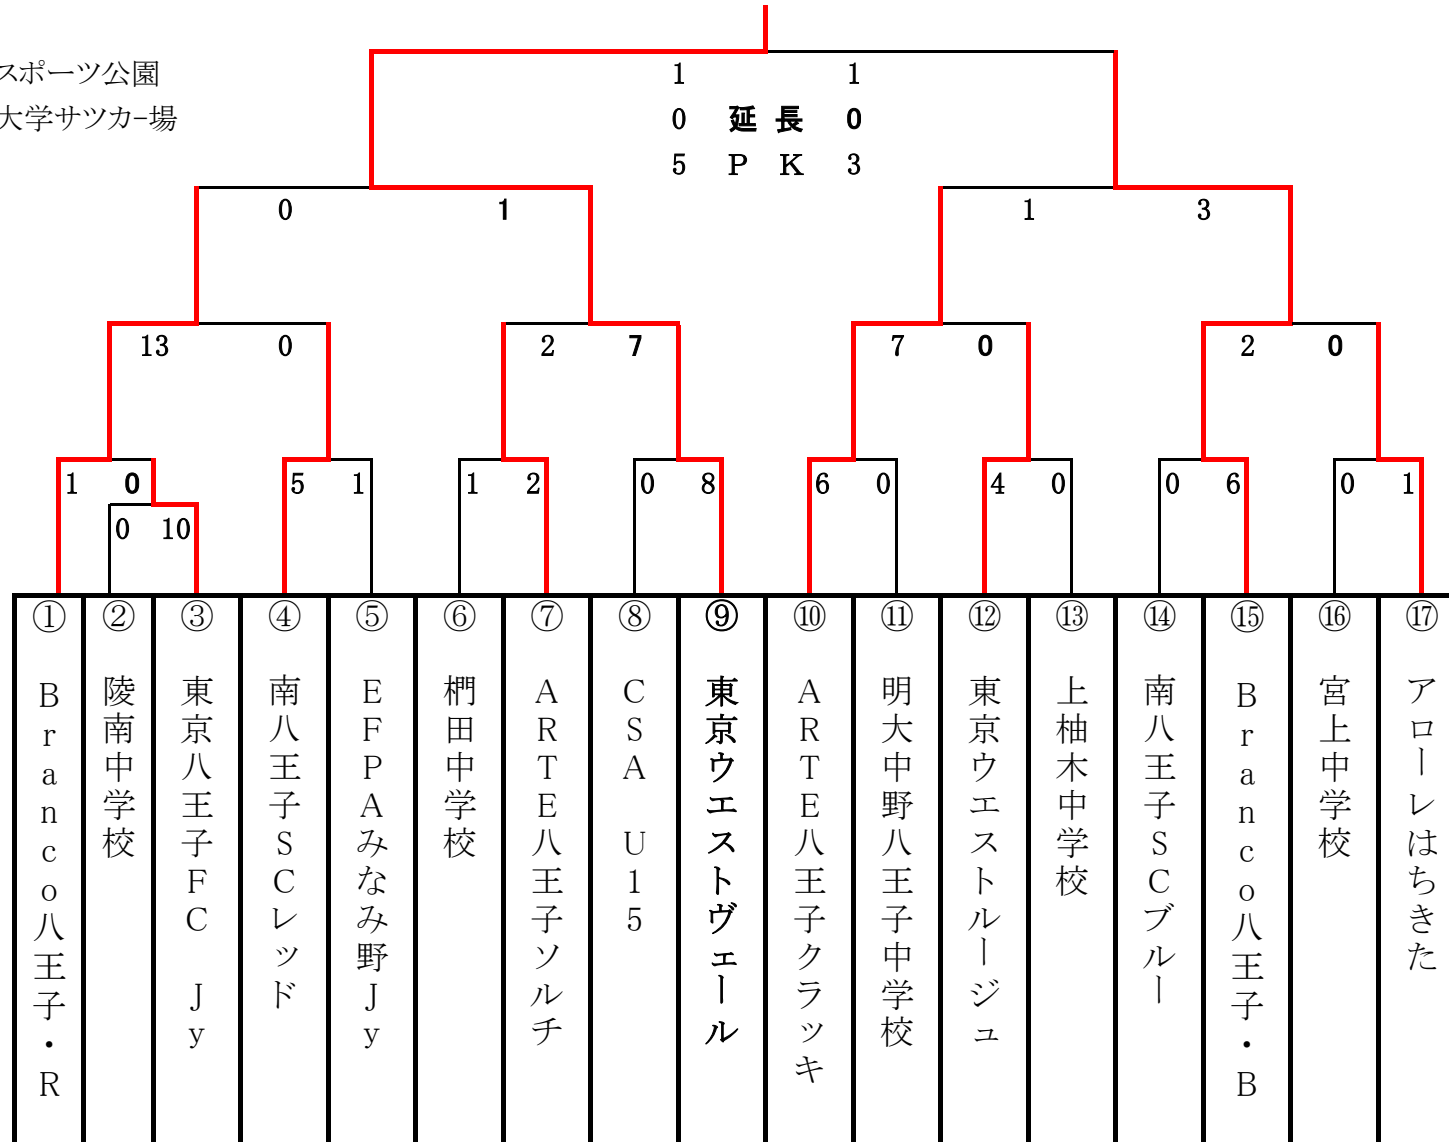 スポーツ公園
大学サツカ-場
1 1
0 延長 0
5 PK 3
0 1
1 3
13 0
2 7
7 0
2 0
1 0
5 1
1 2
0 8
6 0
4 0
0 6
0 1
0 10
① Branco八王子・R
② 陵南中学校
③ 東京八王子FC Jy
④ 南八王子SCレッド
⑤ EFPAみなみ野Jy
⑥ 椚田中学校
⑦ ARTE八王子ソルチ
⑧ CSA U15
⑨ 東京ウエストヴェール
⑩ ARTE八王子クラッキ
⑪ 明大中野八王子中学校
⑫ 東京ウエストルージュ
⑬ 上柚木中学校
⑭ 南八王子SCブルー
⑮ Branco八王子・B
⑯ 宮上中学校
⑰ アローレはちきた